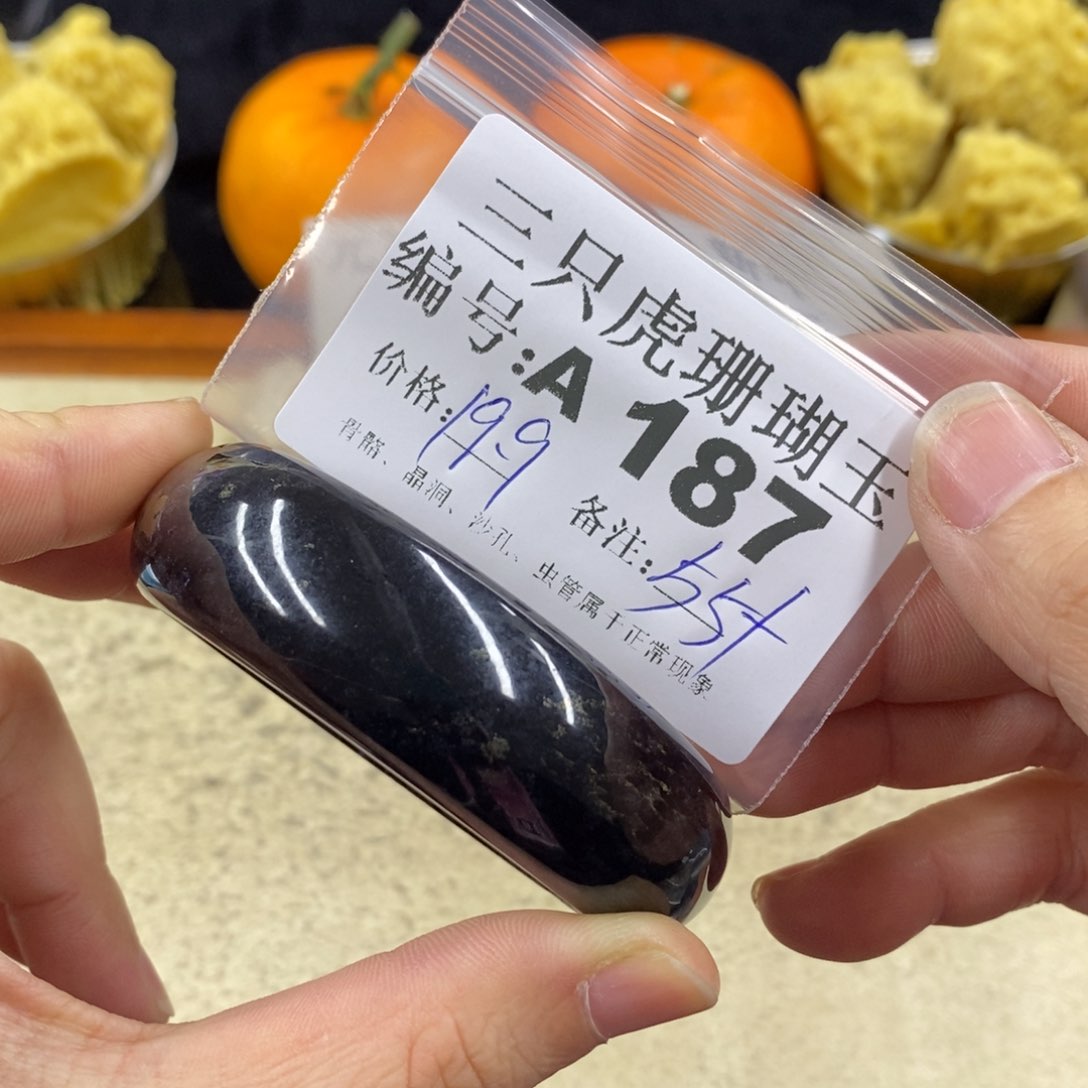 三只虎珊瑚玉
编号:A 187
价格:199 备注:554
骨骼、晶洞、沙孔、虫管属于正常现象